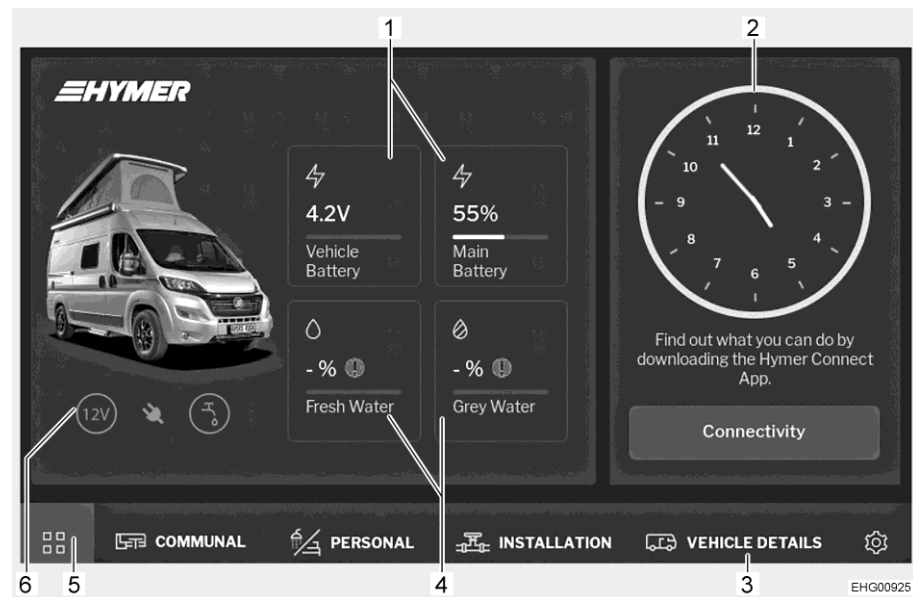 1
2
HYMER
12
1
2
3
4
5
6
7
8
9
10
11
4.2V
Vehicle
Battery
55%
Main
Battery
- %
Fresh Water
- %
Grey Water
12V
Find out what you can do by
downloading the Hymer Connect
App.
Connectivity
COMMUNAL
PERSONAL
INSTALLATION
VEHICLE DETAILS
6
5
4
3
EHG00925